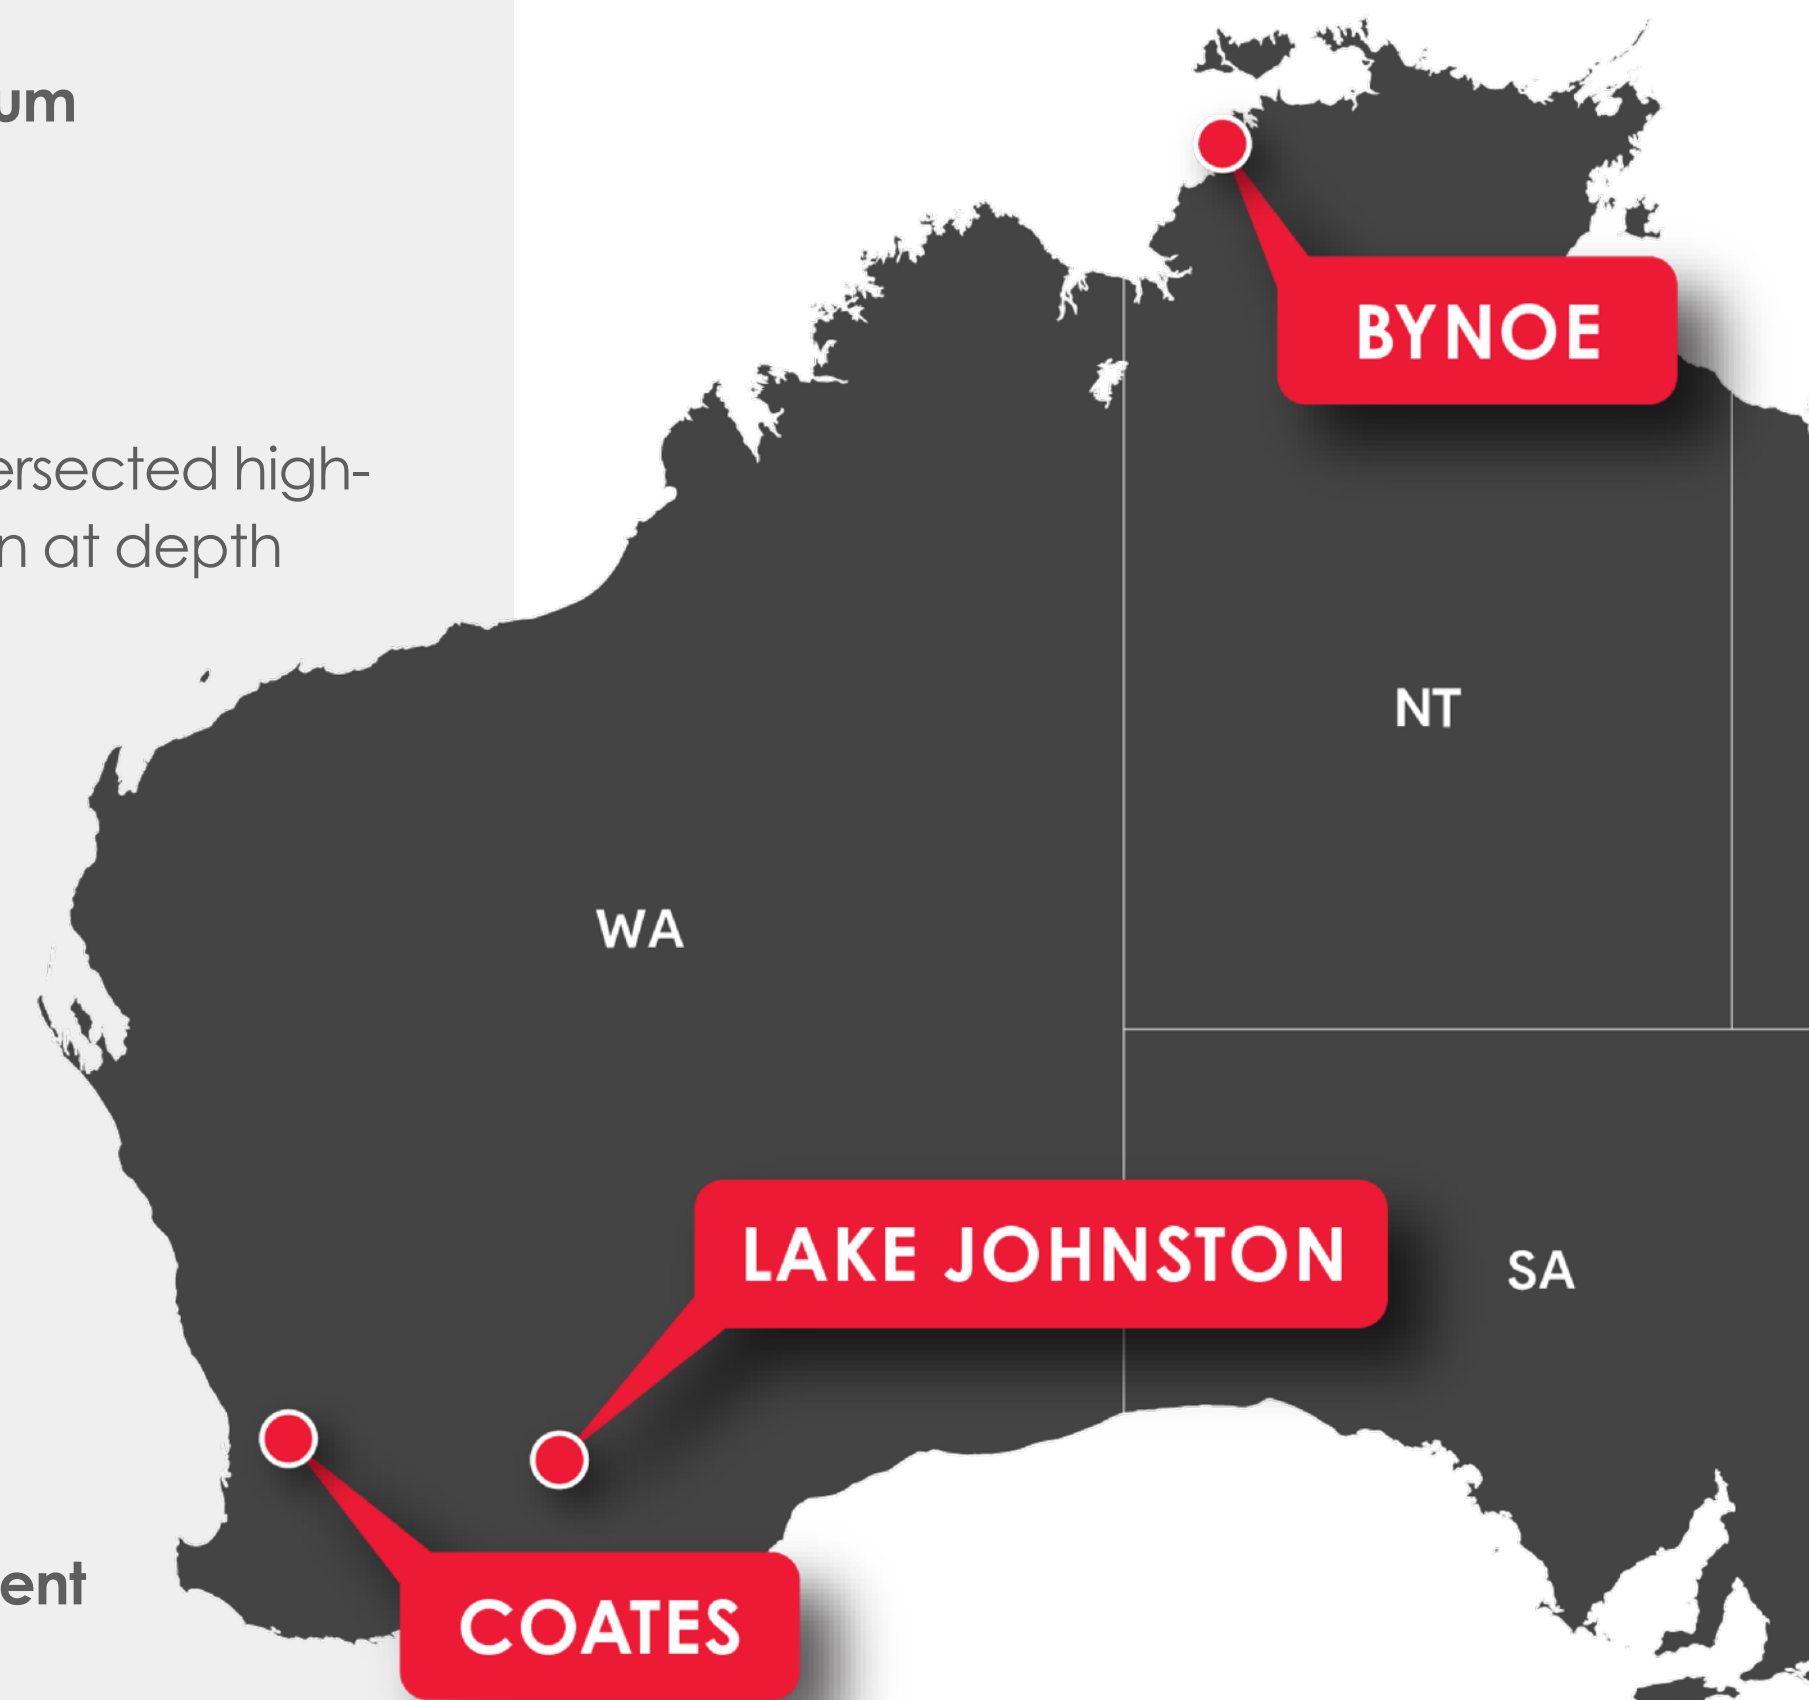 um
ersected high-
n at depth
ent
BYNOE
NT
WA
LAKE JOHNSTON
SA
COATES